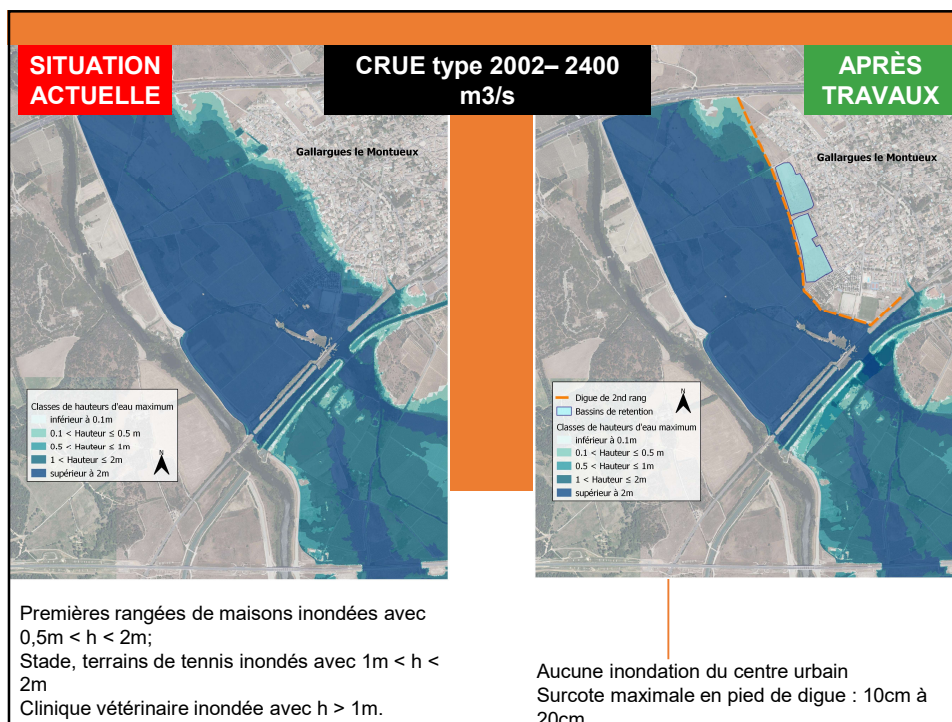 SITUATION
ACTUELLE
CRUE type 2002– 2400
m3/s
APRÈS
TRAVAUX
Gallargues le Montueux
Classes de hauteurs d'eau maximum
inférieur à 0.1m
0.1 < Hauteur ≤ 0.5 m
0.5 < Hauteur ≤ 1m
1 < Hauteur ≤ 2m
supérieur à 2m
N
Gallargues le Montueux
Digue de 2nd rang
Bassins de retention
Classes de hauteurs d'eau maximum
inférieur à 0.1m
0.1 < Hauteur ≤ 0.5 m
0.5 < Hauteur ≤ 1m
1 < Hauteur ≤ 2m
supérieur à 2m
N
Premières rangées de maisons inondées avec
0,5m < h < 2m;
Stade, terrains de tennis inondés avec 1m < h <
2m
Clinique vétérinaire inondée avec h > 1m.
Aucune inondation du centre urbain
Surcote maximale en pied de digue : 10cm à
20cm